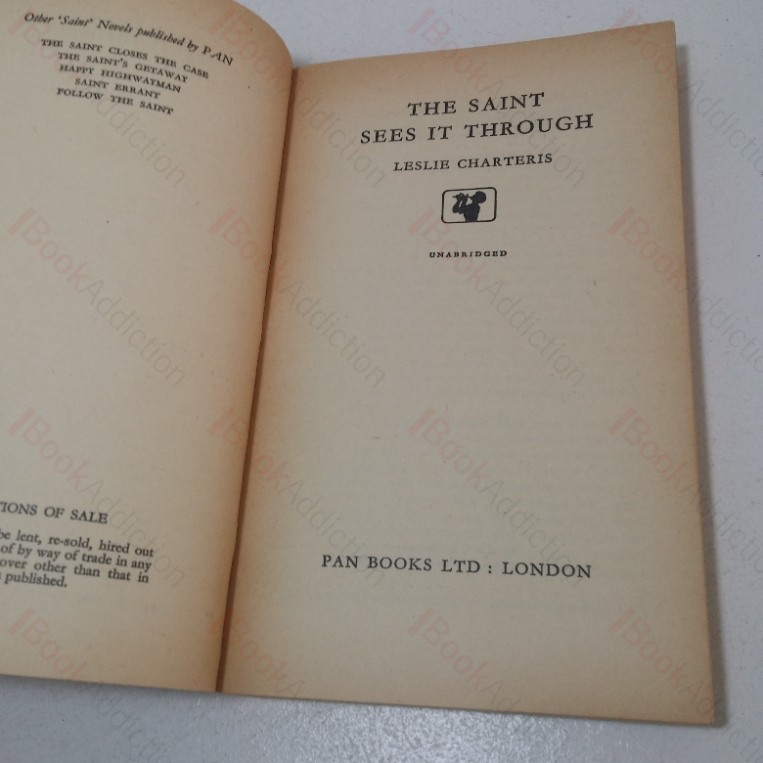 Other 'Saint' Novels published by PAN
THE SAINT CLOSES THE CASE
THE SAINT'S GETAWAY
HAPPY HIGHWAYMAN
SAINT ERRANT
FOLLOW THE SAINT
TIONS OF SALE
be lent, re-sold, hired out
of by way of trade in any
over other than that in
published.
THE SAINT
SEES IT THROUGH
LESLIE CHARTERIS
UNABRIDGED
PAN BOOKS LTD : LONDON
BookAddiction